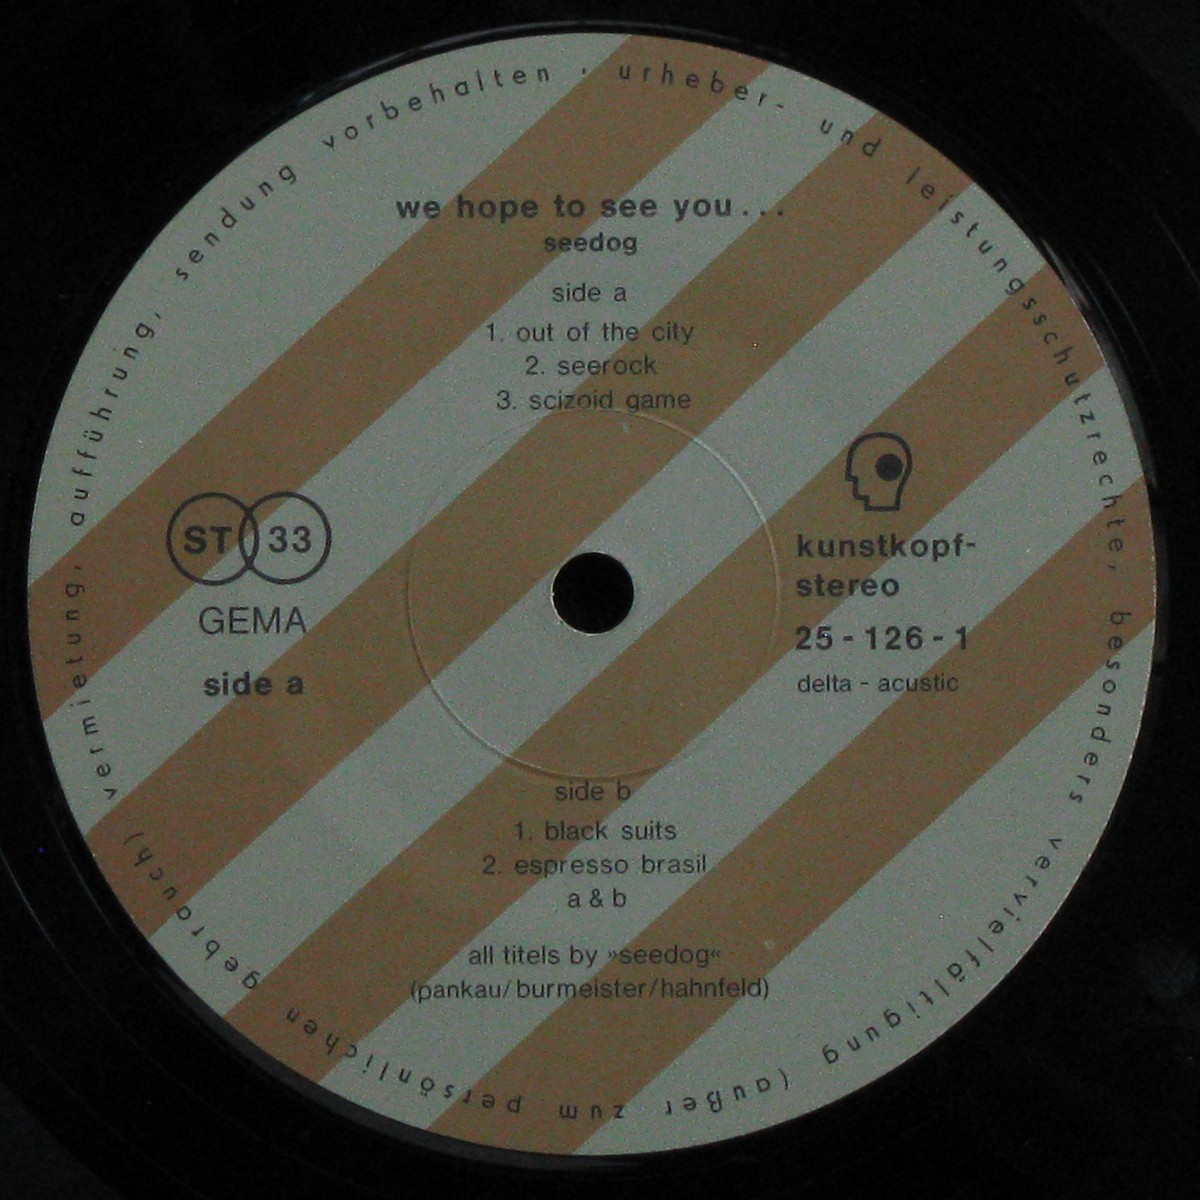 we hope to see you...
seedog
side a
1. out of the city
2. seerock
3. scizoid game
ST 33
GEMA
side a
kunstkopf-
stereo
25 - 126 - 1
delta - acustic
side b
1. black suits
2. espresso brasil
a & b
all titels by »seedog«
(pankau/burmeister/hahnfeld)
urheber- und leistungsschutzrechte, besonders vervielfältigung (außer zum persönlichen gebrauch) vermietung, aufführung, sendung vorbehalten ·